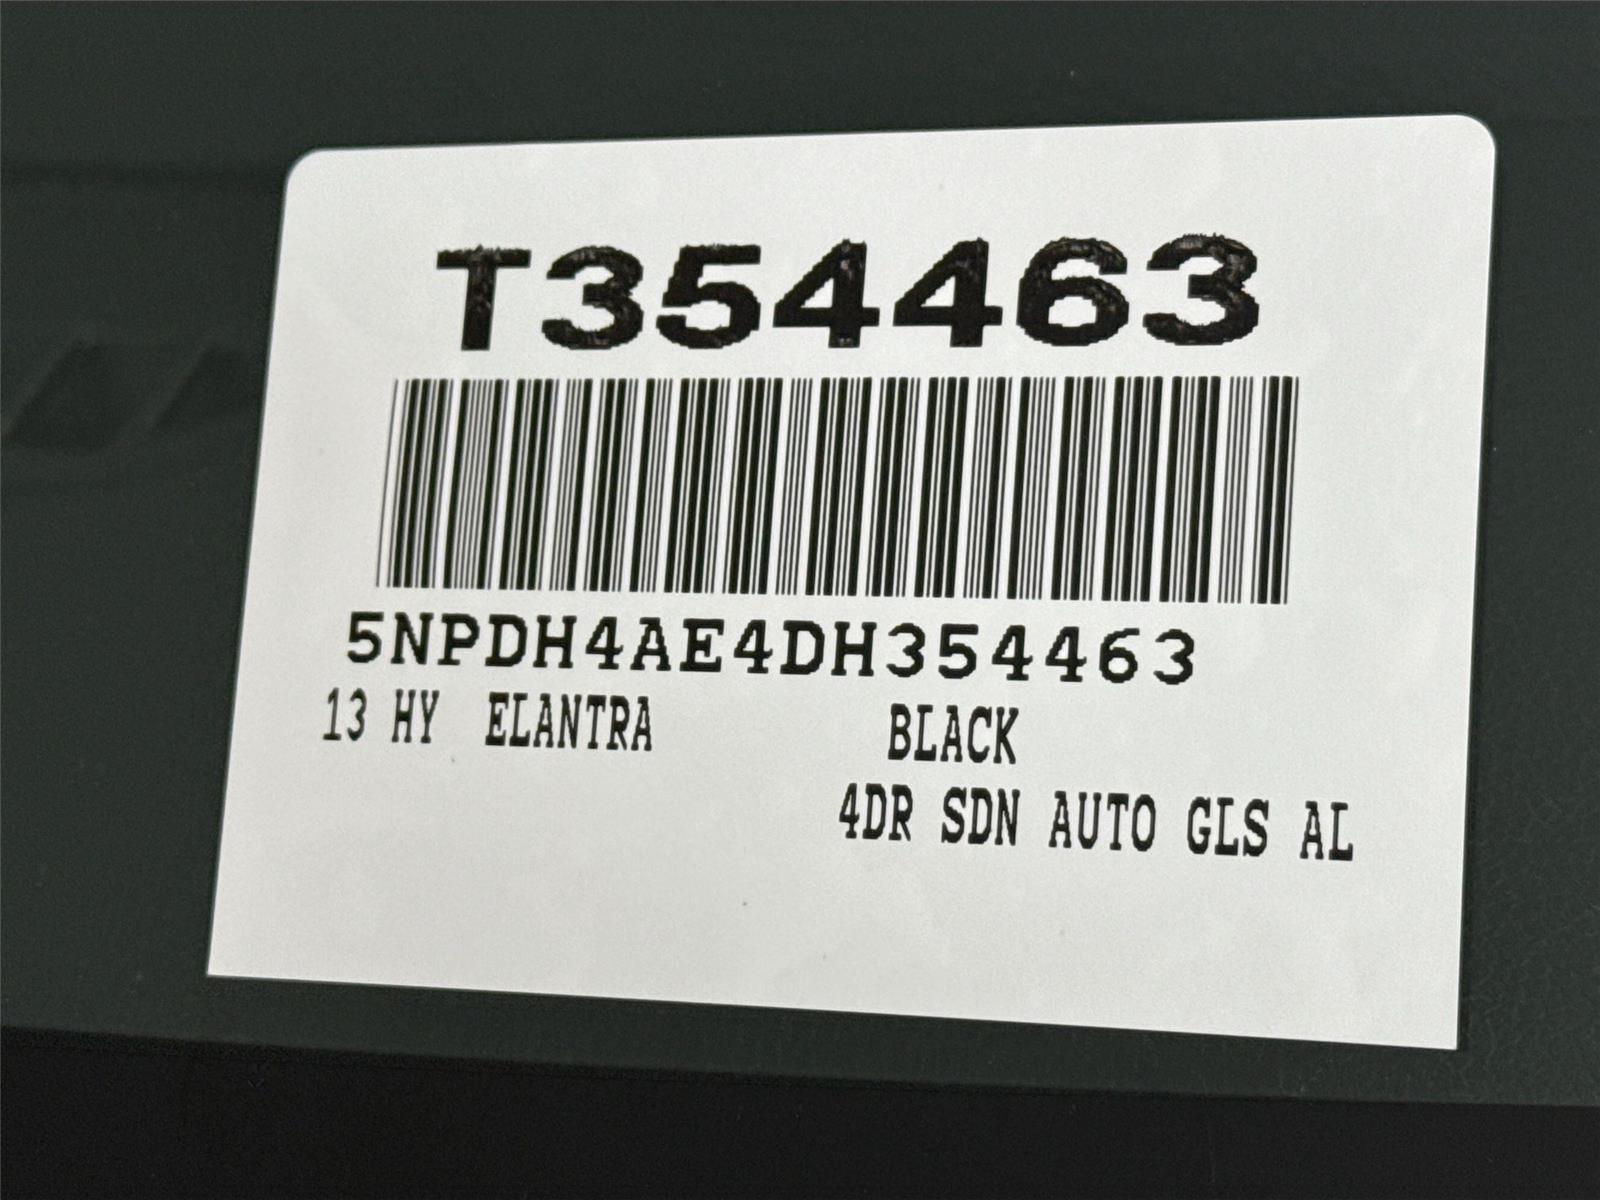 T354463
5NPDH4AE4DH354463
13 HY ELANTRA BLACK
4DR SDN AUTO GLS AL